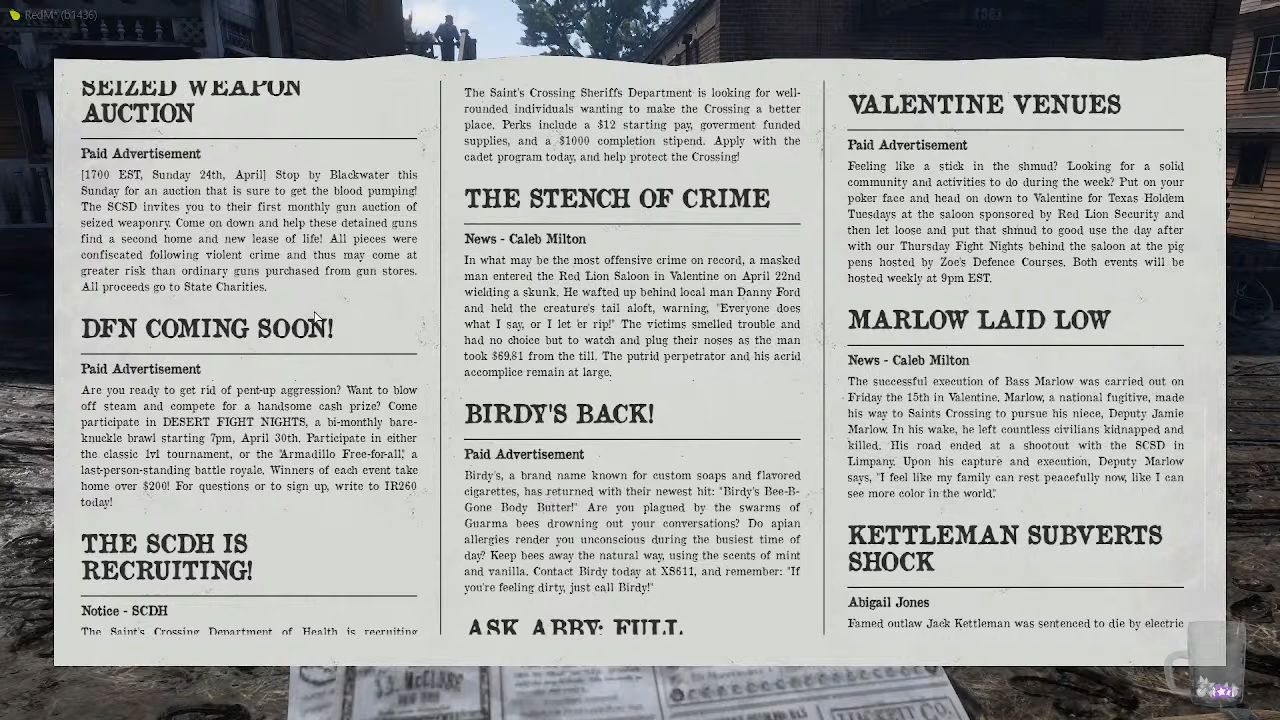 RedM* (b1436)
SEIZED WEAPON
AUCTION
Paid Advertisement
[1700 EST, Sunday 24th, April] Stop by Blackwater this
Sunday for an auction that is sure to get the blood pumping!
The SCSD invites you to their first monthly gun auction of
seized weaponry. Come on down and help these detained guns
find a second home and new lease of life! All pieces were
confiscated following violent crime and thus may come at
greater risk than ordinary guns purchased from gun stores.
All proceeds go to State Charities.
DFN COMING SOON!
Paid Advertisement
Are you ready to get rid of pent-up aggression? Want to blow
off steam and compete for a handsome cash prize? Come
participate in DESERT FIGHT NIGHTS, a bi-monthly bare-
knuckle brawl starting 7pm, April 30th. Participate in either
the classic 1v1 tournament, or the 'Armadillo Free-for-all', a
last-person-standing battle royale. Winners of each event take
home over $200! For questions or to sign up, write to IR260
today!
THE SCDH IS
RECRUITING!
Notice - SCDH
The Saint's Crossing Department of Health is recruiting
The Saint's Crossing Sheriff's Department is looking for well-
rounded individuals wanting to make the Crossing a better
place. Perks include a $12 starting pay, goverment funded
supplies, and a $1000 completion stipend. Apply with the
cadet program today, and help protect the Crossing!
THE STENCH OF CRIME
News - Caleb Milton
In what may be the most offensive crime on record, a masked
man entered the Red Lion Saloon in Valentine on April 22nd
wielding a skunk. He wafted up behind local man Danny Ford
and held the creature's tail aloft, warning, "Everyone does
what I say, or I let 'er rip!" The victims smelled trouble and
had no choice but to watch and plug their noses as the man
took $69.81 from the till. The putrid perpetrator and his acrid
accomplice remain at large.
BIRDY'S BACK!
Paid Advertisement
Birdy's, a brand name known for custom soaps and flavored
cigarettes, has returned with their newest hit: "Birdy's Bee-B-
Gone Body Butter!" Are you plagued by the swarms of
Guarma bees drowning out your conversations? Do apian
allergies render you unconscious during the busiest time of
day? Keep bees away the natural way, using the scents of mint
and vanilla. Contact Birdy today at XS611, and remember: "If
you're feeling dirty, just call Birdy!"
ASK ABBY: FULL
VALENTINE VENUES
Paid Advertisement
Feeling like a stick in the shmud? Looking for a solid
community and activities to do during the week? Put on your
poker face and head on down to Valentine for Texas Hold'em
Tuesdays at the saloon sponsored by Red Lion Security and
then let loose and put that shmud to good use the day after
with our Thursday Fight Nights behind the saloon at the pig
pens hosted by Zoe's Defence Courses. Both events will be
hosted weekly at 9pm EST.
MARLOW LAID LOW
News - Caleb Milton
The successful execution of Bass Marlow was carried out on
Friday the 15th in Valentine. Marlow, a national fugitive, made
his way to Saints Crossing to pursue his niece, Deputy Jamie
Marlow. In his wake, he left countless civilians kidnapped and
killed. His road ended at a shootout with the SCSD in
Limpany. Upon his capture and execution, Deputy Marlow
says, "I feel like my family can rest peacefully now, like I can
see more color in the world."
KETTLEMAN SUBVERTS
SHOCK
Abigail Jones
Famed outlaw Jack Kettleman was sentenced to die by electric